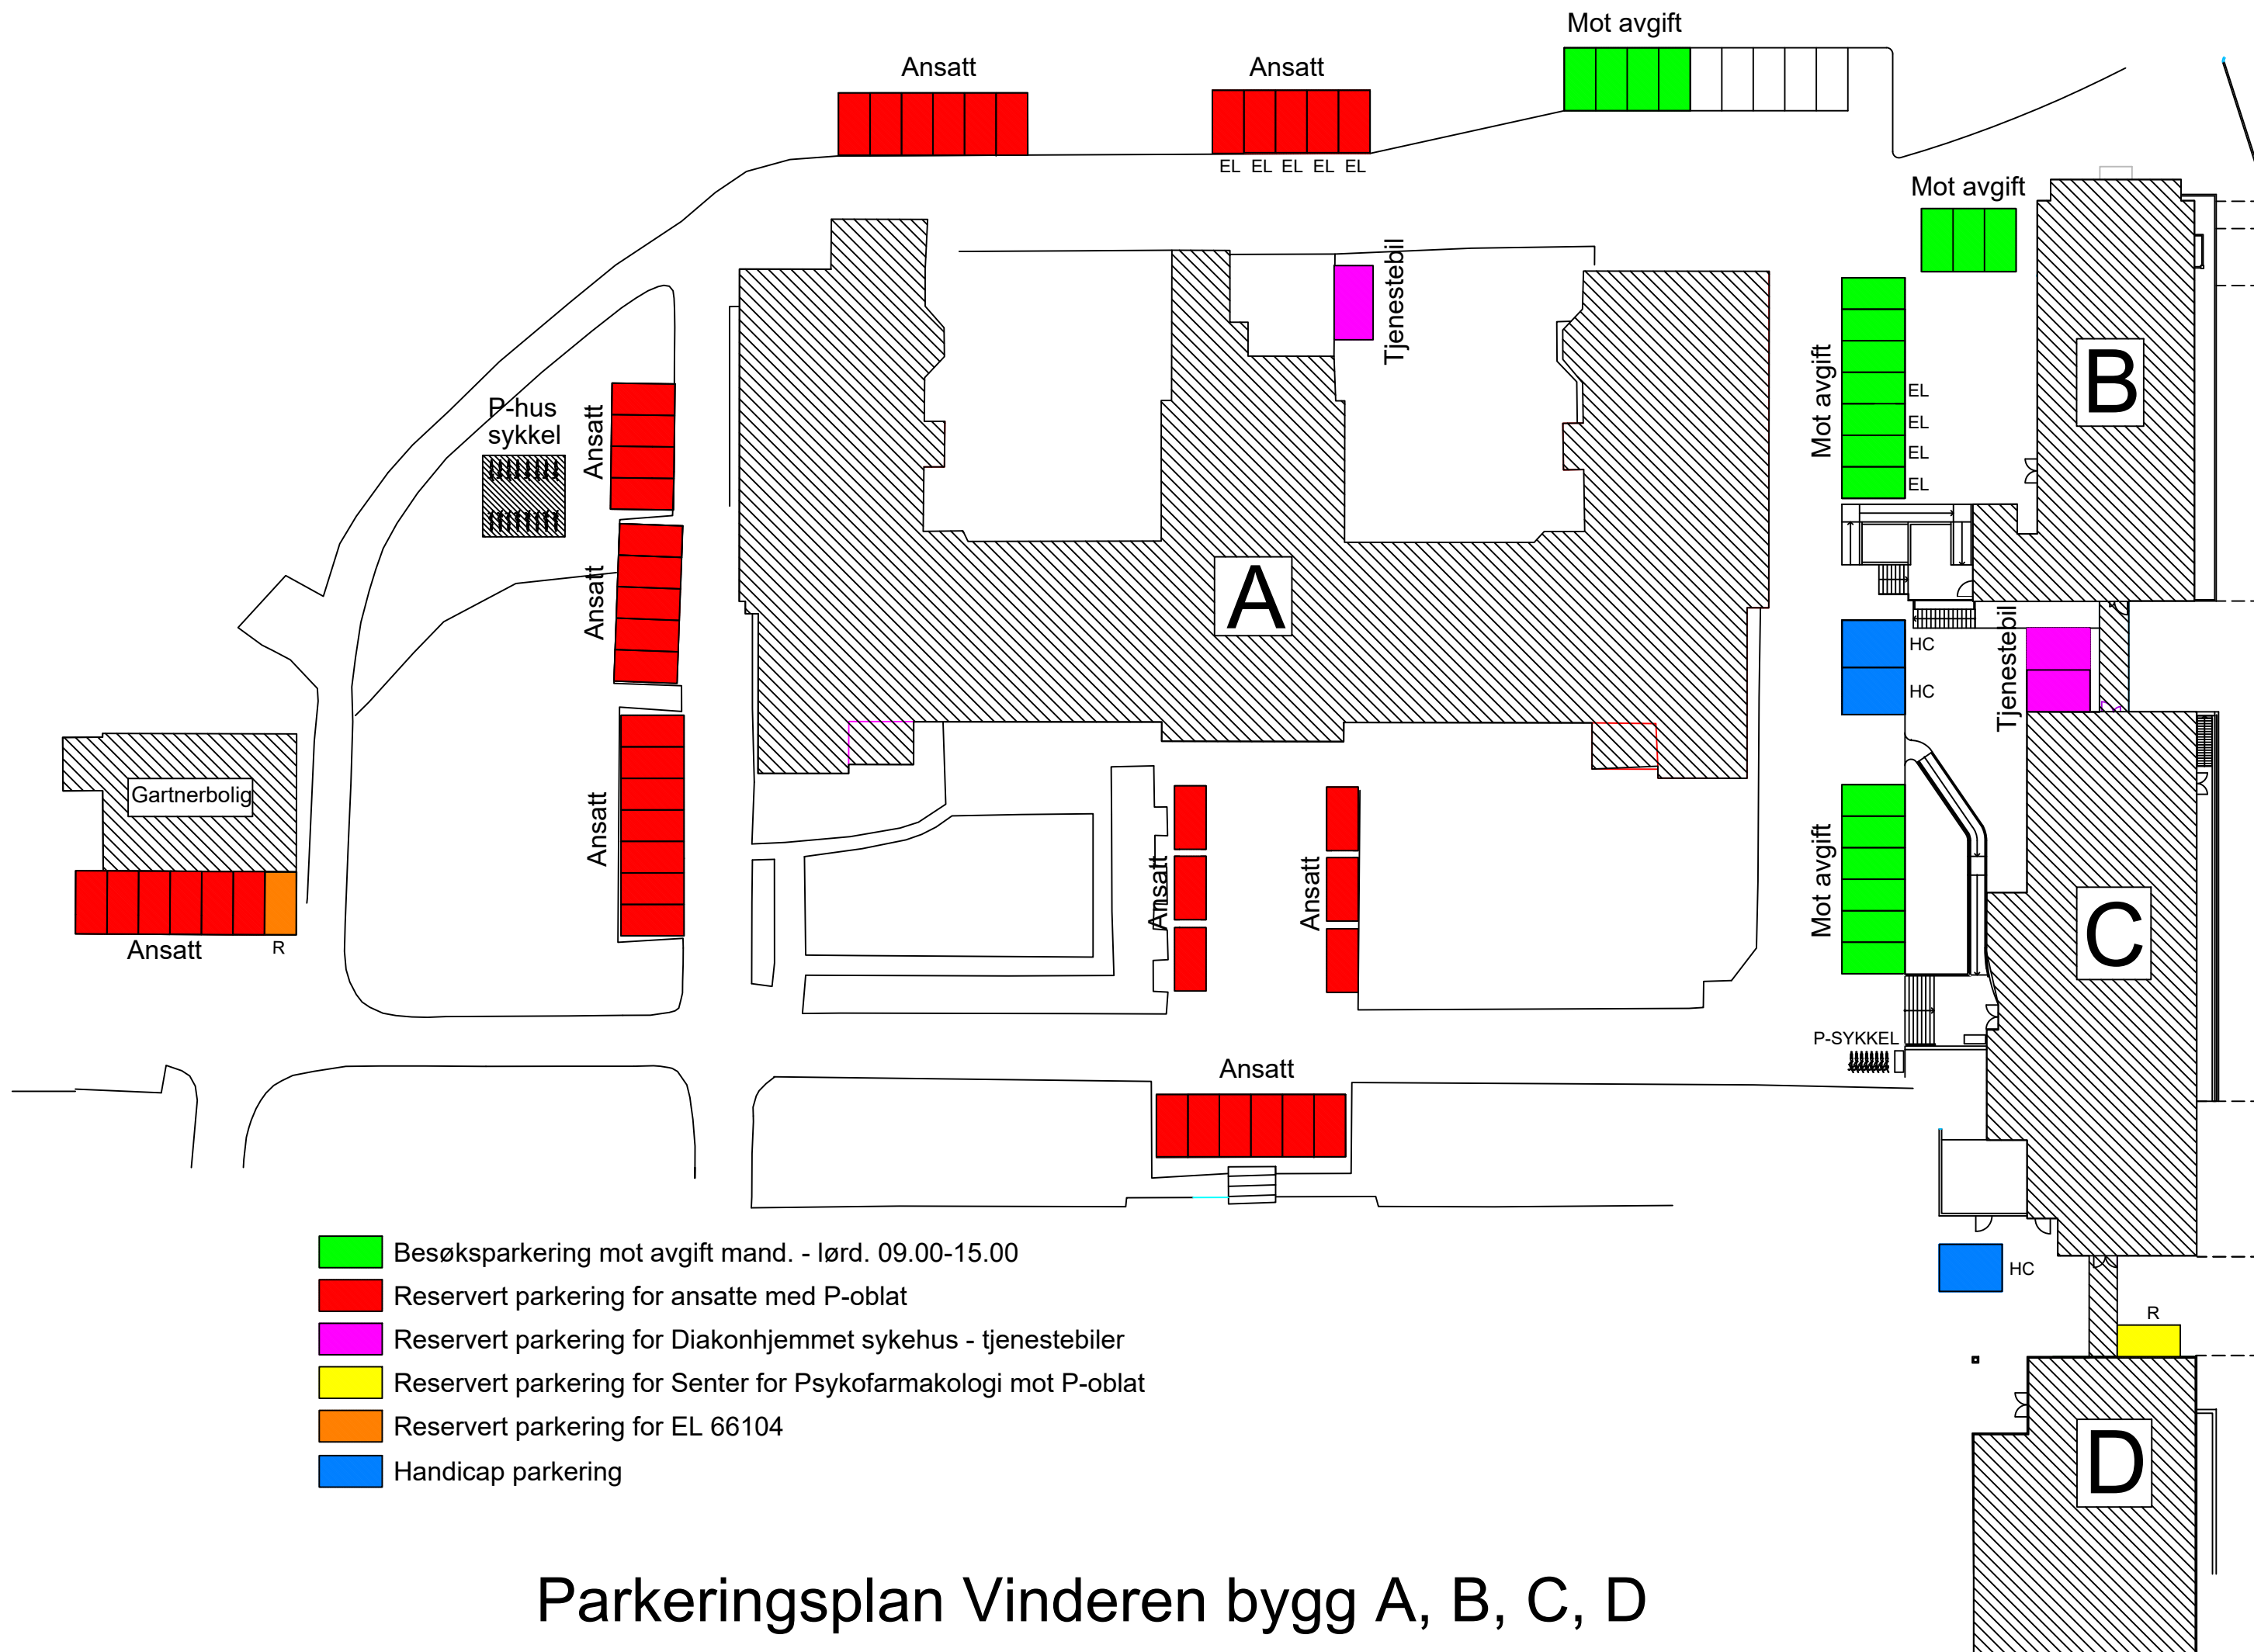 Mot avgift
Ansatt
Ansatt
EL EL EL EL EL
Mot avgift
Tjenestebil
Mot avgift
EL
EL
EL
EL
B
P-hus
sykkel
Ansatt
Ansatt
A
HC
HC
Tjenestebil
Gartnerbolig
Ansatt
Ansatt
Ansatt
Mot avgift
C
Ansatt
R
P-SYKKEL
Ansatt
HC
R
D
Besøksparkering mot avgift mand. - lørd. 09.00-15.00
Reservert parkering for ansatte med P-oblat
Reservert parkering for Diakonhjemmet sykehus - tjenestebiler
Reservert parkering for Senter for Psykofarmakologi mot P-oblat
Reservert parkering for EL 66104
Handicap parkering
Parkeringsplan Vinderen bygg A, B, C, D